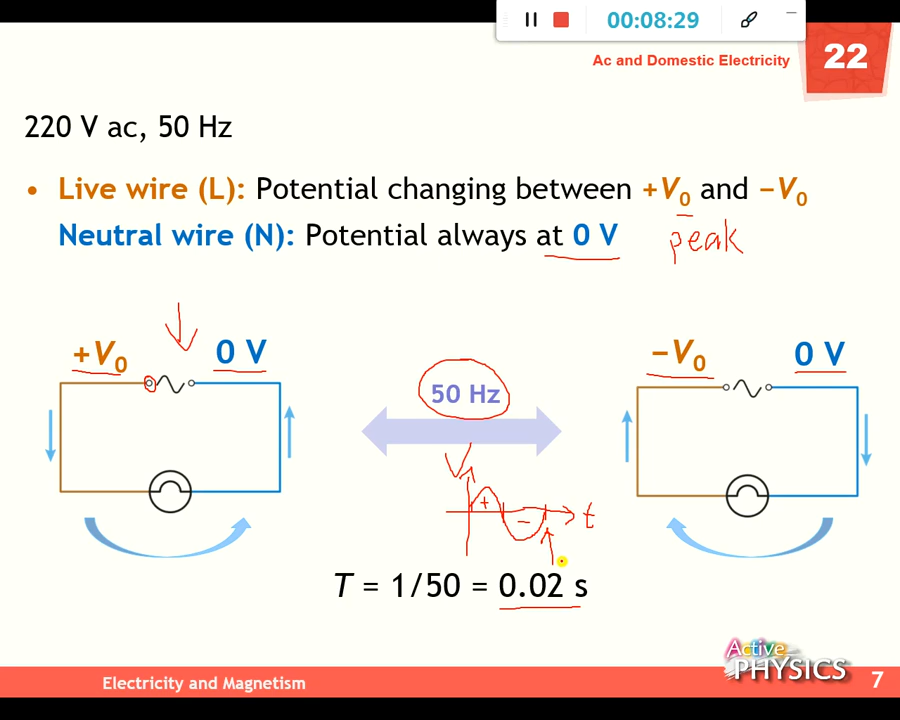 00:08:29
Ac and Domestic Electricity
22
220 V ac, 50 Hz
• Live wire (L): Potential changing between +V₀ and −V₀
Neutral wire (N): Potential always at 0 V
peak
+V₀
0 V
50 Hz
−V₀
0 V
V
+
−
t
T = 1/50 = 0.02 s
Active
PHYSICS
Electricity and Magnetism
7